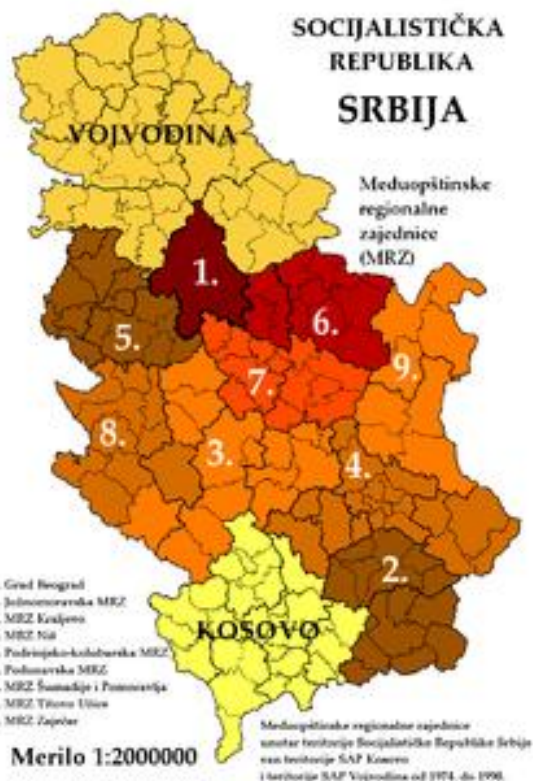 SOCIJALISTIČKA
REPUBLIKA
SRBIJA
VOJVODINA
Meduopštinske
regionalne
zajednice
(MRZ)
1.
6.
5.
9.
7.
8.
3.
4.
2.
KOSOVO
Grad Beograd
Južnomoravska MRZ
MRZ Kraljevo
MRZ Niš
Podrinjsko-kolubarska MRZ
Podunavska MRZ
MRZ Šumadije i Pomoravlja
MRZ Titovo Užice
MRZ Zaječar
Merilo 1:2000000
Meduopštinske regionalne zajednice
unutar teritorije Socijalističke Republike Srbije
van teritorije SAP Kosovo
i teritorije SAP Vojvodina od 1974. do 1990.